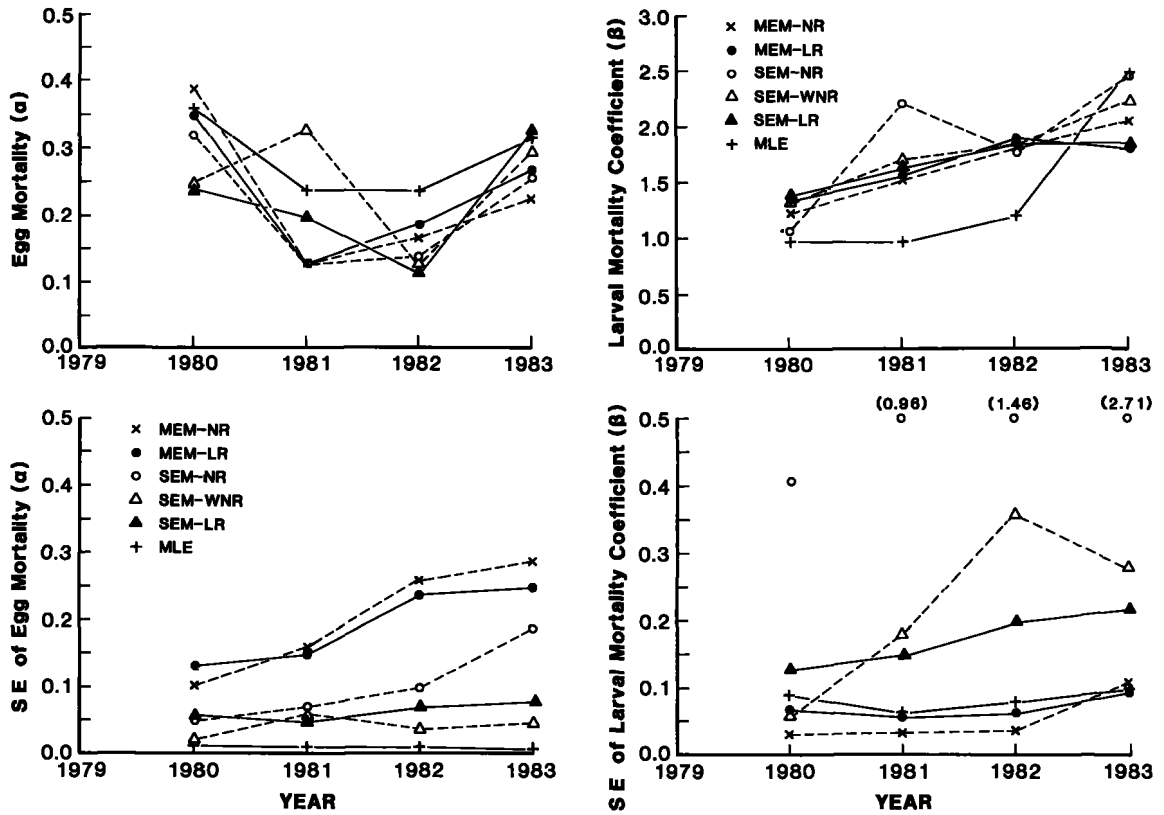 0.5
0.4
0.3
0.2
0.1
0.0
Egg Mortality (α)
1979 1980 1981 1982 1983
3.0
2.5
2.0
1.5
1.0
0.5
0.0
Larval Mortality Coefficient (β)
MEM-NR
MEM-LR
SEM-NR
SEM-WNR
SEM-LR
MLE
1979 1980 1981 1982 1983
0.5
0.4
0.3
0.2
0.1
0.0
SE of Egg Mortality (α)
MEM-NR
MEM-LR
SEM-NR
SEM-WNR
SEM-LR
MLE
1979 1980 1981 1982 1983
YEAR
(0.96) (1.46) (2.71)
0.5
0.4
0.3
0.2
0.1
0.0
SE of Larval Mortality Coefficient (β)
1979 1980 1981 1982 1983
YEAR